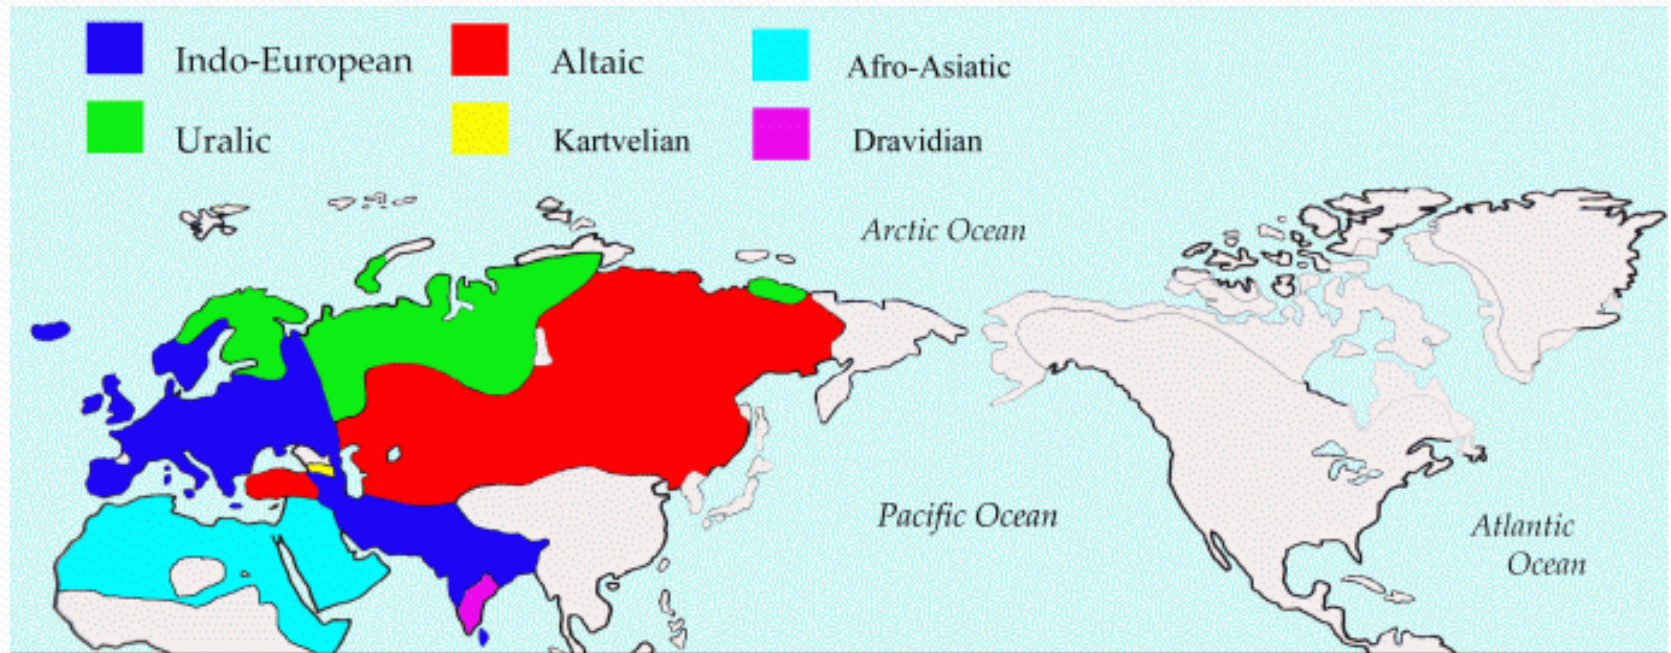 Indo-European
Altaic
Afro-Asiatic
Uralic
Kartvelian
Dravidian
Arctic Ocean
Pacific Ocean
Atlantic
Ocean